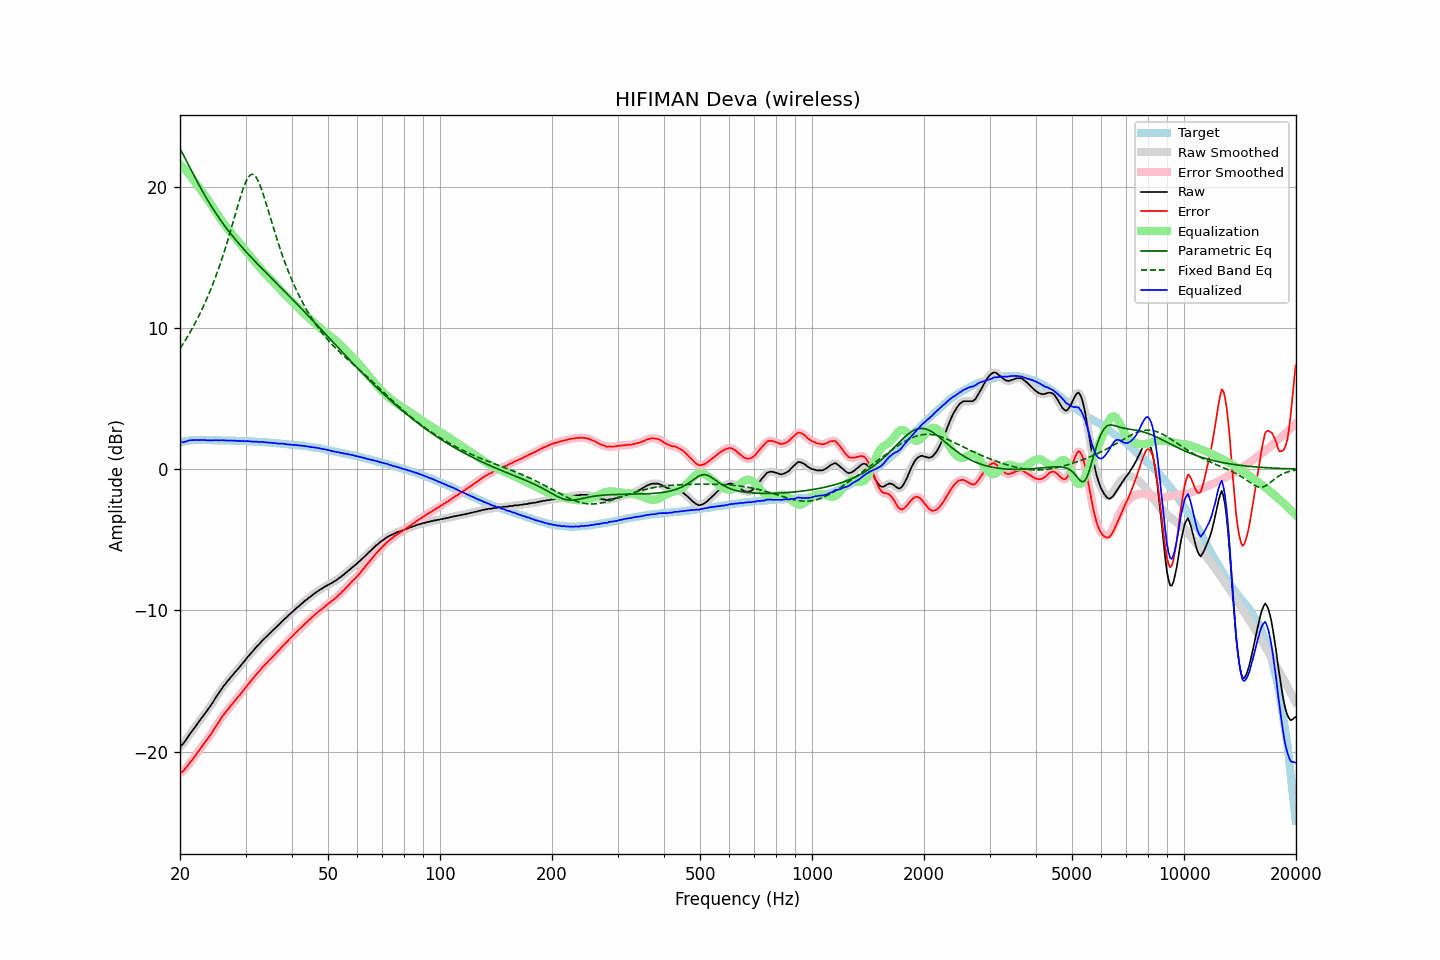 HIFIMAN Deva (wireless)
Target
Raw Smoothed
Error Smoothed
Raw
Error
Equalization
Parametric Eq
Fixed Band Eq
Equalized
Amplitude (dBr)
20
10
0
−10
−20
20 50 100 200 500 1000 2000 5000 10000 20000
Frequency (Hz)